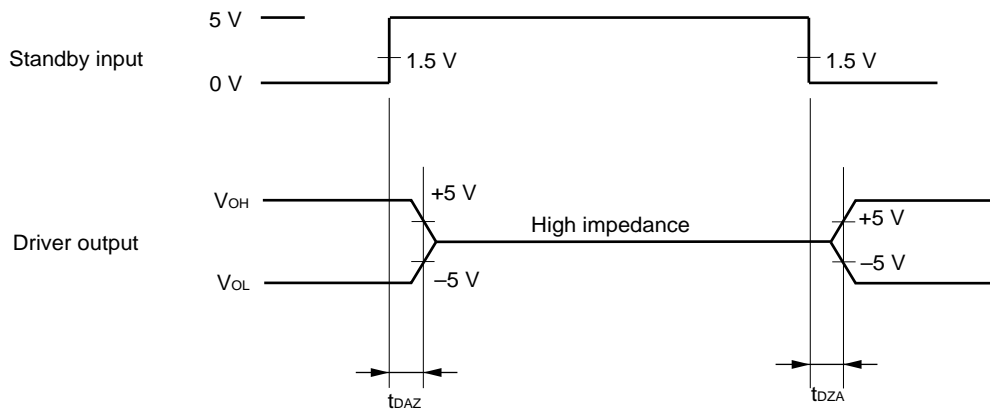 5 V
Standby input
1.5 V
1.5 V
0 V
VOH
+5 V
High impedance
+5 V
Driver output
–5 V
–5 V
VOL
tDAZ
tDZA